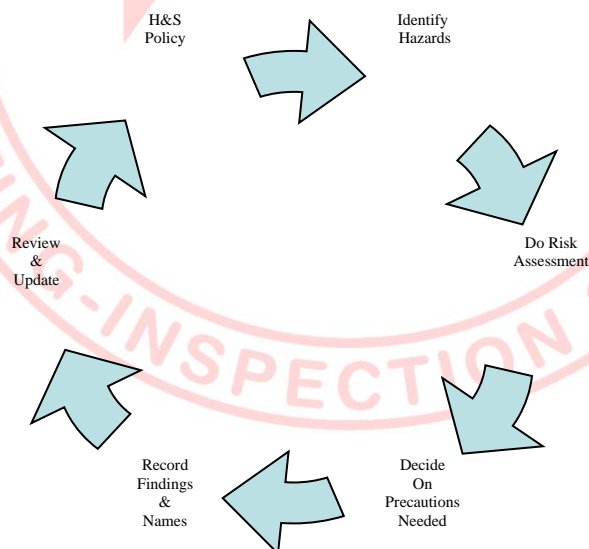 H&S
Policy
Identify
Hazards
Do Risk
Assessment
Decide
On
Precautions
Needed
Record
Findings
&
Names
Review
&
Update
NG-INSPECTION